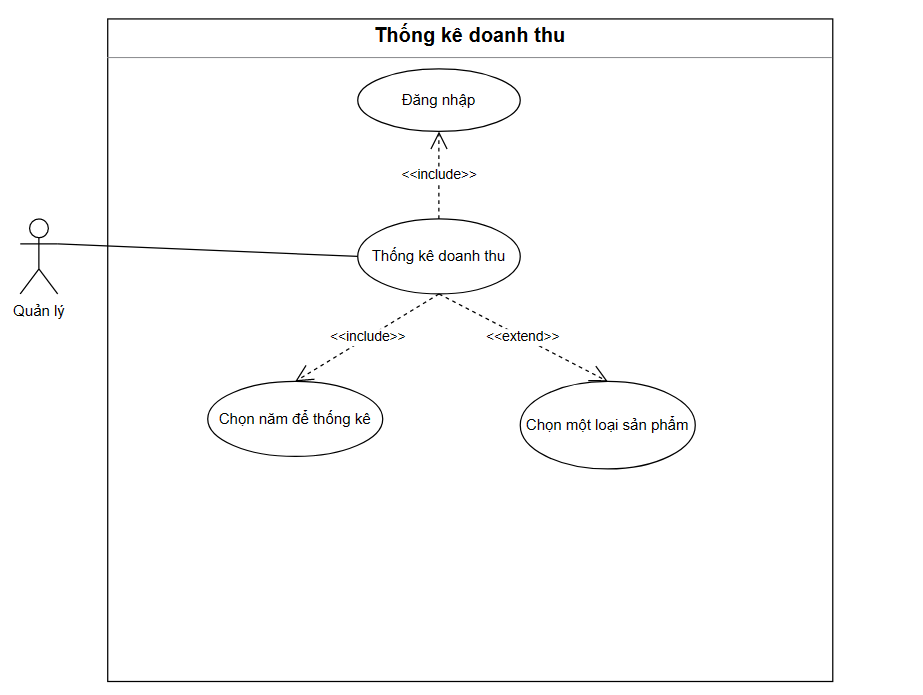 Thống kê doanh thu
Đăng nhập
<<include>>
Thống kê doanh thu
Quản lý
<<include>>
<<extend>>
Chọn năm để thống kê
Chọn một loại sản phẩm